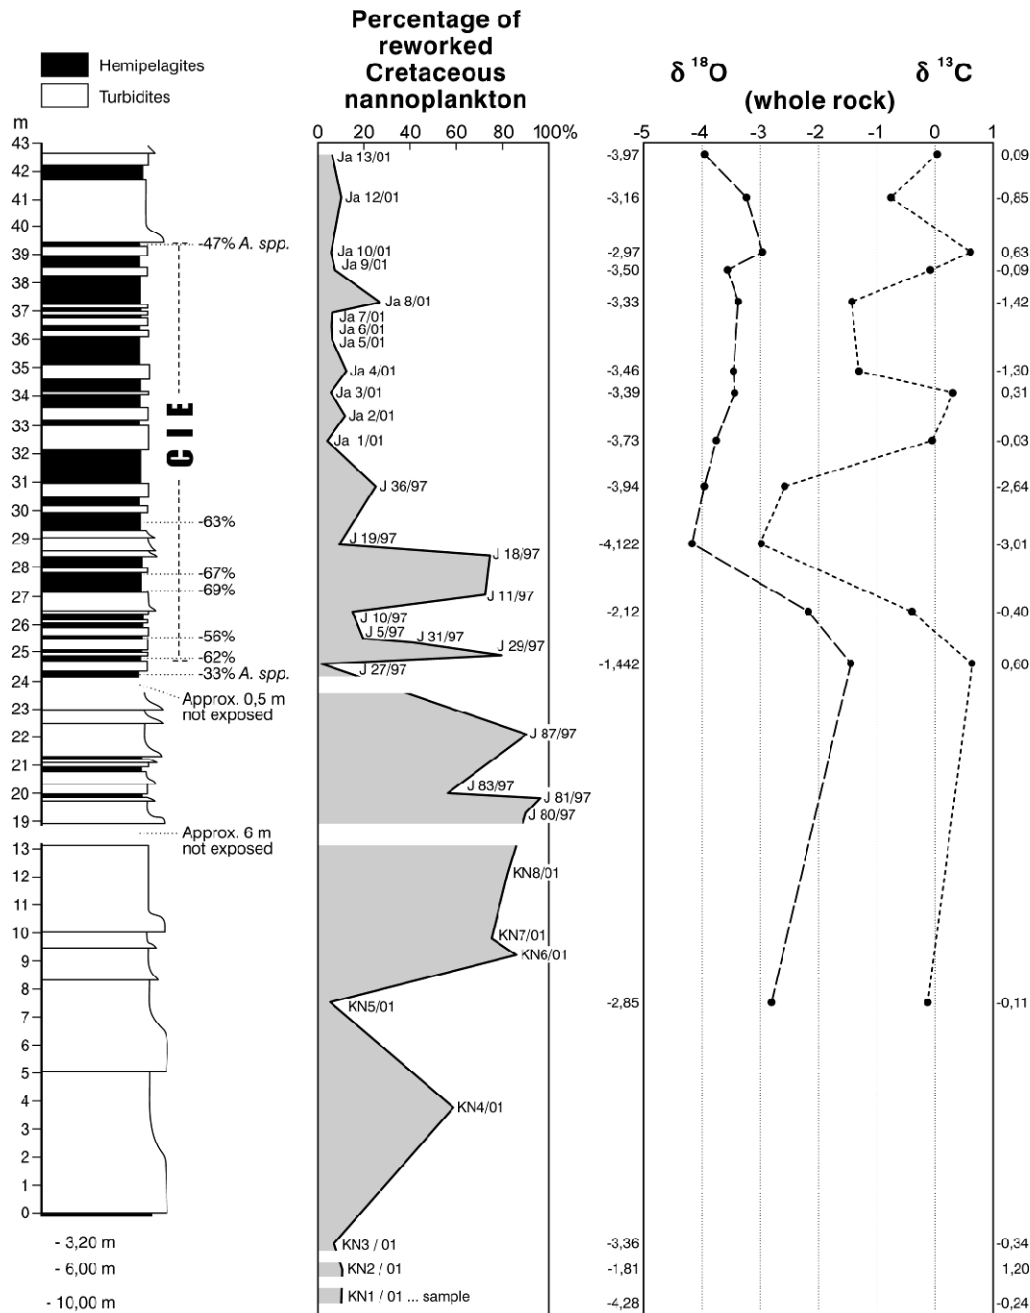 Percentage of
reworked
Cretaceous
nannoplankton
Hemipelagites
Turbidites
δ 18O
δ 13C
(whole rock)
m
0 20 40 60 80 100%
-5 -4 -3 -2 -1 0 1
43
42
41
40
39
38
37
36
35
34
33
32
31
30
29
28
27
26
25
24
23
22
21
20
19
13
12
11
10
9
8
7
6
5
4
3
2
1
0
- 3,20 m
- 6,00 m
- 10,00 m
-47% A. spp.
CIE
-63%
-67%
-69%
-56%
-62%
-33% A. spp.
Approx. 0,5 m
not exposed
Approx. 6 m
not exposed
Ja 13/01
Ja 12/01
Ja 10/01
Ja 9/01
Ja 8/01
Ja 7/01
Ja 6/01
Ja 5/01
Ja 4/01
Ja 3/01
Ja 2/01
Ja 1/01
J 36/97
J 19/97
J 18/97
J 11/97
J 10/97
J 5/97
J 31/97
J 29/97
J 27/97
J 87/97
J 83/97
J 81/97
J 80/97
KN8/01
KN7/01
KN6/01
KN5/01
KN4/01
KN3 / 01
KN2 / 01
KN1 / 01 ... sample
-3,97
-3,16
-2,97
-3,50
-3,33
-3,46
-3,39
-3,73
-3,94
-4,122
-2,12
-1,442
-2,85
-3,36
-1,81
-4,28
0,09
-0,85
0,63
-0,09
-1,42
-1,30
0,31
-0,03
-2,64
-3,01
-0,40
0,60
-0,11
-0,34
1,20
-0,24